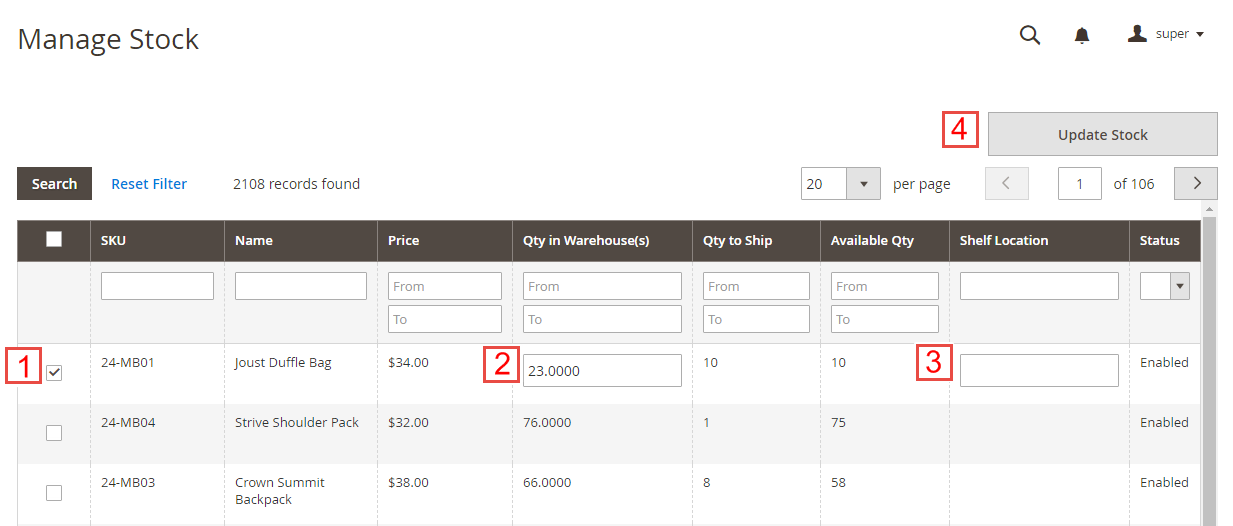 Manage Stock
super
4
Update Stock
Search Reset Filter 2108 records found 20 per page 1 of 106
SKU Name Price Qty in Warehouse(s) Qty to Ship Available Qty Shelf Location Status
From From From From
To To To To
1 24-MB01 Joust Duffle Bag $34.00 2 23.0000 10 10 3 Enabled
24-MB04 Strive Shoulder Pack $32.00 76.0000 1 75 Enabled
24-MB03 Crown Summit $38.00 66.0000 8 58 Enabled
Backpack